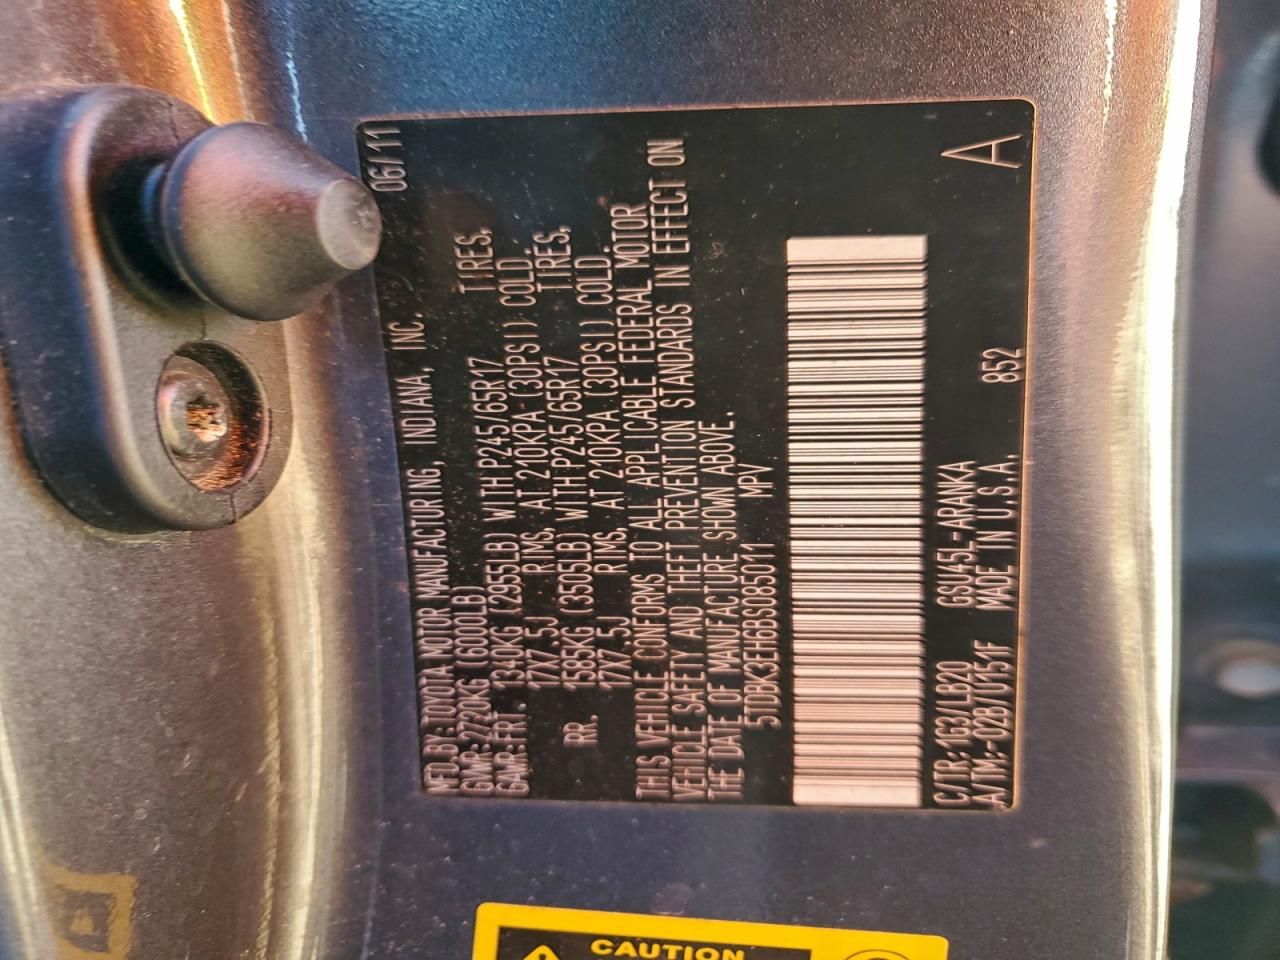 MFD. BY: TOYOTA MOTOR MANUFACTURING, INDIANA, INC. 06/11
GVWR: 2720KG (6000LB)
GAWR: FRT. 1340KG (2955LB) WITH P245/65R17 TIRES,
17X7.5J RIMS, AT 210KPA (30PSI) COLD.
RR. 1585KG (3505LB) WITH P245/65R17 TIRES,
17X7.5J RIMS, AT 210KPA (30PSI) COLD.
THIS VEHICLE CONFORMS TO ALL APPLICABLE FEDERAL MOTOR
VEHICLE SAFETY AND THEFT PREVENTION STANDARDS IN EFFECT ON
THE DATE OF MANUFACTURE SHOWN ABOVE.
5TDBK3EH6BS085011 MPV
C/TR: 1G3/LB20 GSU45L-ARANKA
A/TM: -02B/U151F MADE IN U.S.A. 852 A
CAUTION